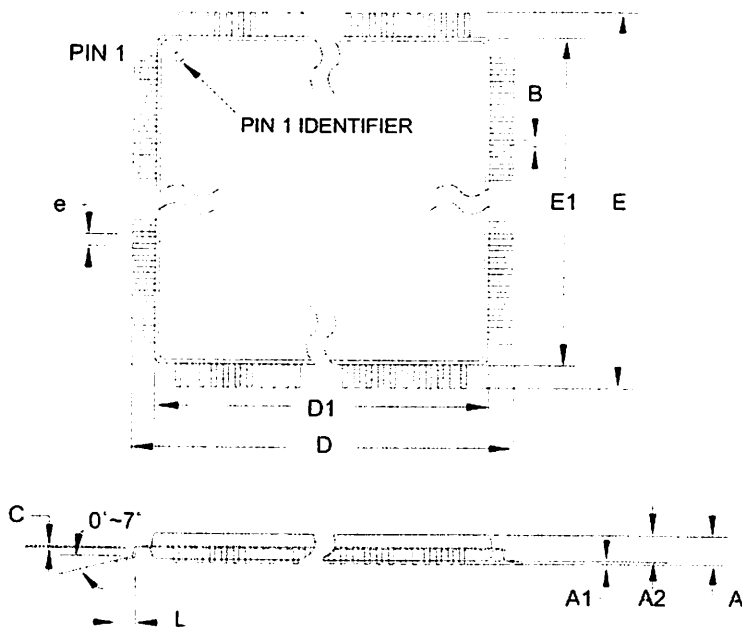 PIN 1
PIN 1 IDENTIFIER
B
e
E1
E
D1
D
C
0°~7°
L
A1
A2
A